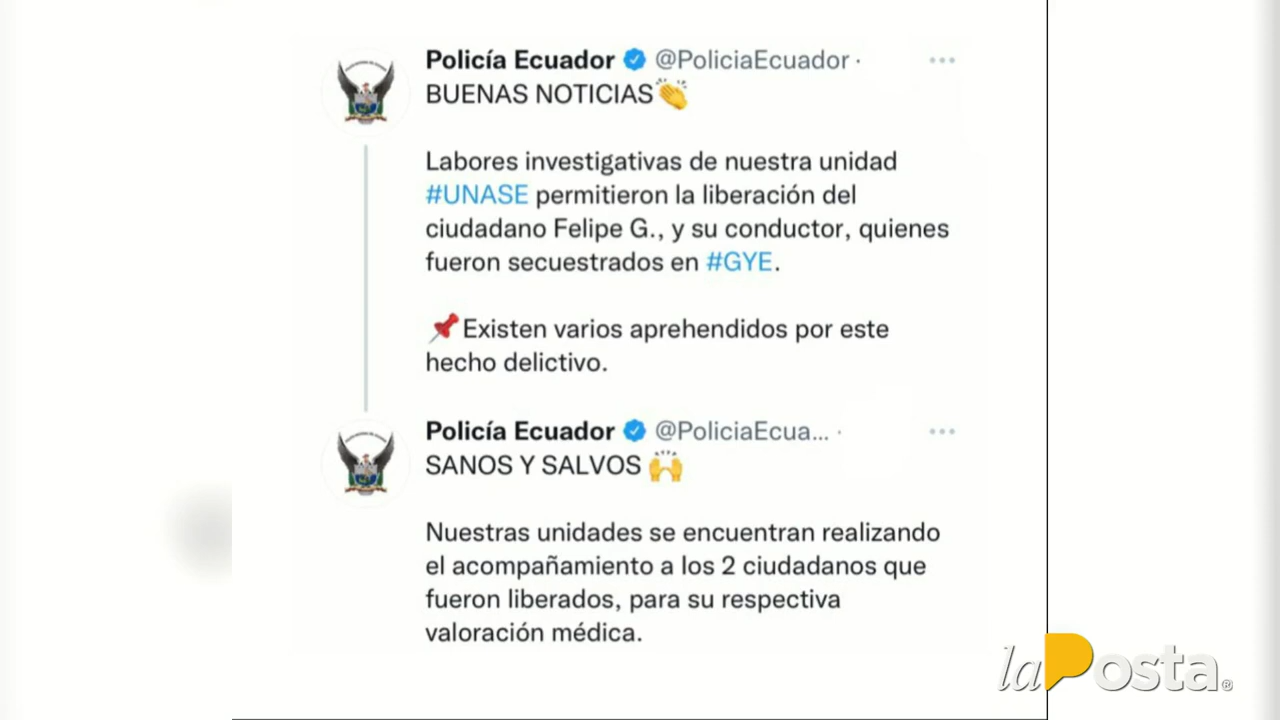 Policía Ecuador @PoliciaEcuador ·
BUENAS NOTICIAS👏
Labores investigativas de nuestra unidad
#UNASE permitieron la liberación del
ciudadano Felipe G., y su conductor, quienes
fueron secuestrados en #GYE.
📌Existen varios aprehendidos por este
hecho delictivo.
Policía Ecuador @PoliciaEcua... ·
SANOS Y SALVOS 🙌
Nuestras unidades se encuentran realizando
el acompañamiento a los 2 ciudadanos que
fueron liberados, para su respectiva
valoración médica.
laPosta®